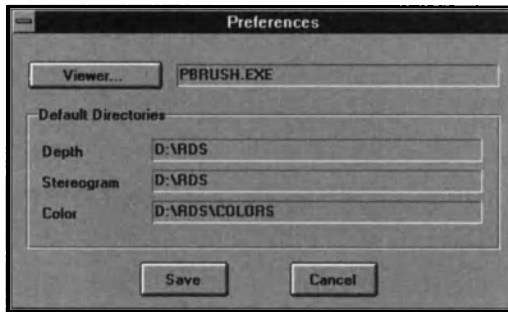 Preferences
Viewer... PBRUSH.EXE
Default Directories
Depth D:\RDS
Stereogram D:\RDS
Color D:\RDS\COLORS
Save Cancel